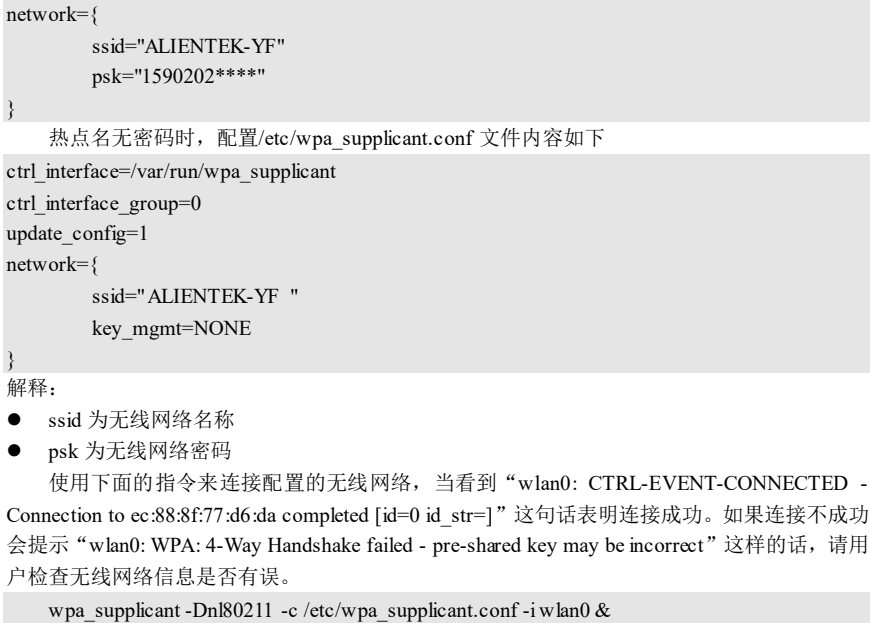 network={
ssid="ALIENTEK-YF"
psk="1590202****"
}
热点名无密码时，配置/etc/wpa_supplicant.conf 文件内容如下
ctrl_interface=/var/run/wpa_supplicant
ctrl_interface_group=0
update_config=1
network={
ssid="ALIENTEK-YF "
key_mgmt=NONE
}
解释：
● ssid 为无线网络名称
● psk 为无线网络密码
使用下面的指令来连接配置的无线网络，当看到“wlan0: CTRL-EVENT-CONNECTED -
Connection to ec:88:8f:77:d6:da completed [id=0 id_str=]”这句话表明连接成功。如果连接不成功
会提示“wlan0: WPA: 4-Way Handshake failed - pre-shared key may be incorrect”这样的话，请用
户检查无线网络信息是否有误。
wpa_supplicant -Dnl80211 -c /etc/wpa_supplicant.conf -i wlan0 &